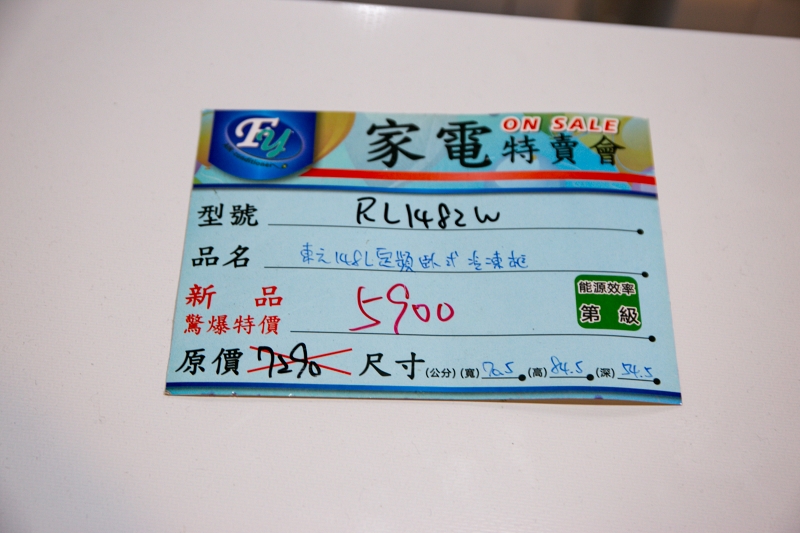 Fy
ON SALE
家電特賣會
型號 RL1482W
品名 東元148L定頻臥式冷凍櫃
新品
驚爆特價 5900
能源效率
第 級
原價 7290 尺寸 (公分) (寬) 70.5 (高) 84.5 (深) 54.5